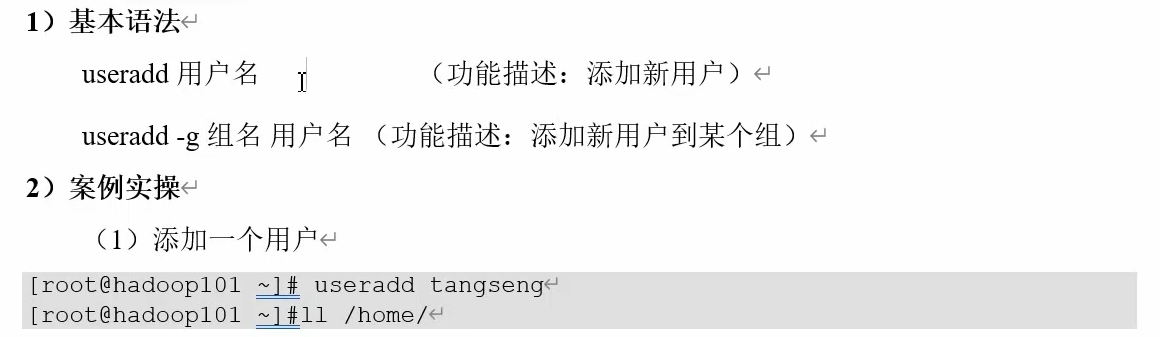 1）基本语法↵
useradd 用户名 （功能描述：添加新用户）↵
useradd -g 组名 用户名 （功能描述：添加新用户到某个组）↵
2）案例实操↵
（1）添加一个用户↵
[root@hadoop101 ~]# useradd tangseng↵
[root@hadoop101 ~]#ll /home/↵